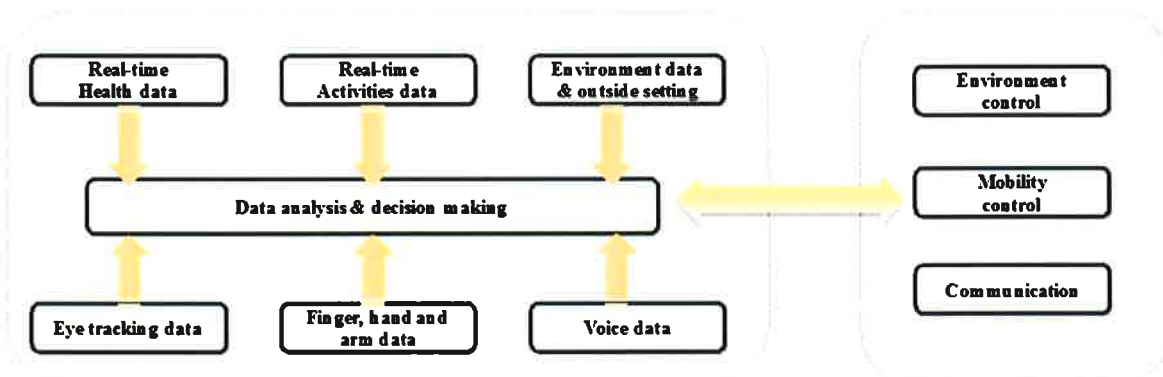 Real-time
Health data
Real-time
Activities data
Environment data
& outside setting
Environment
control
Data analysis & decision making
Mobility
control
Eye tracking data
Finger, hand and
arm data
Voice data
Communication